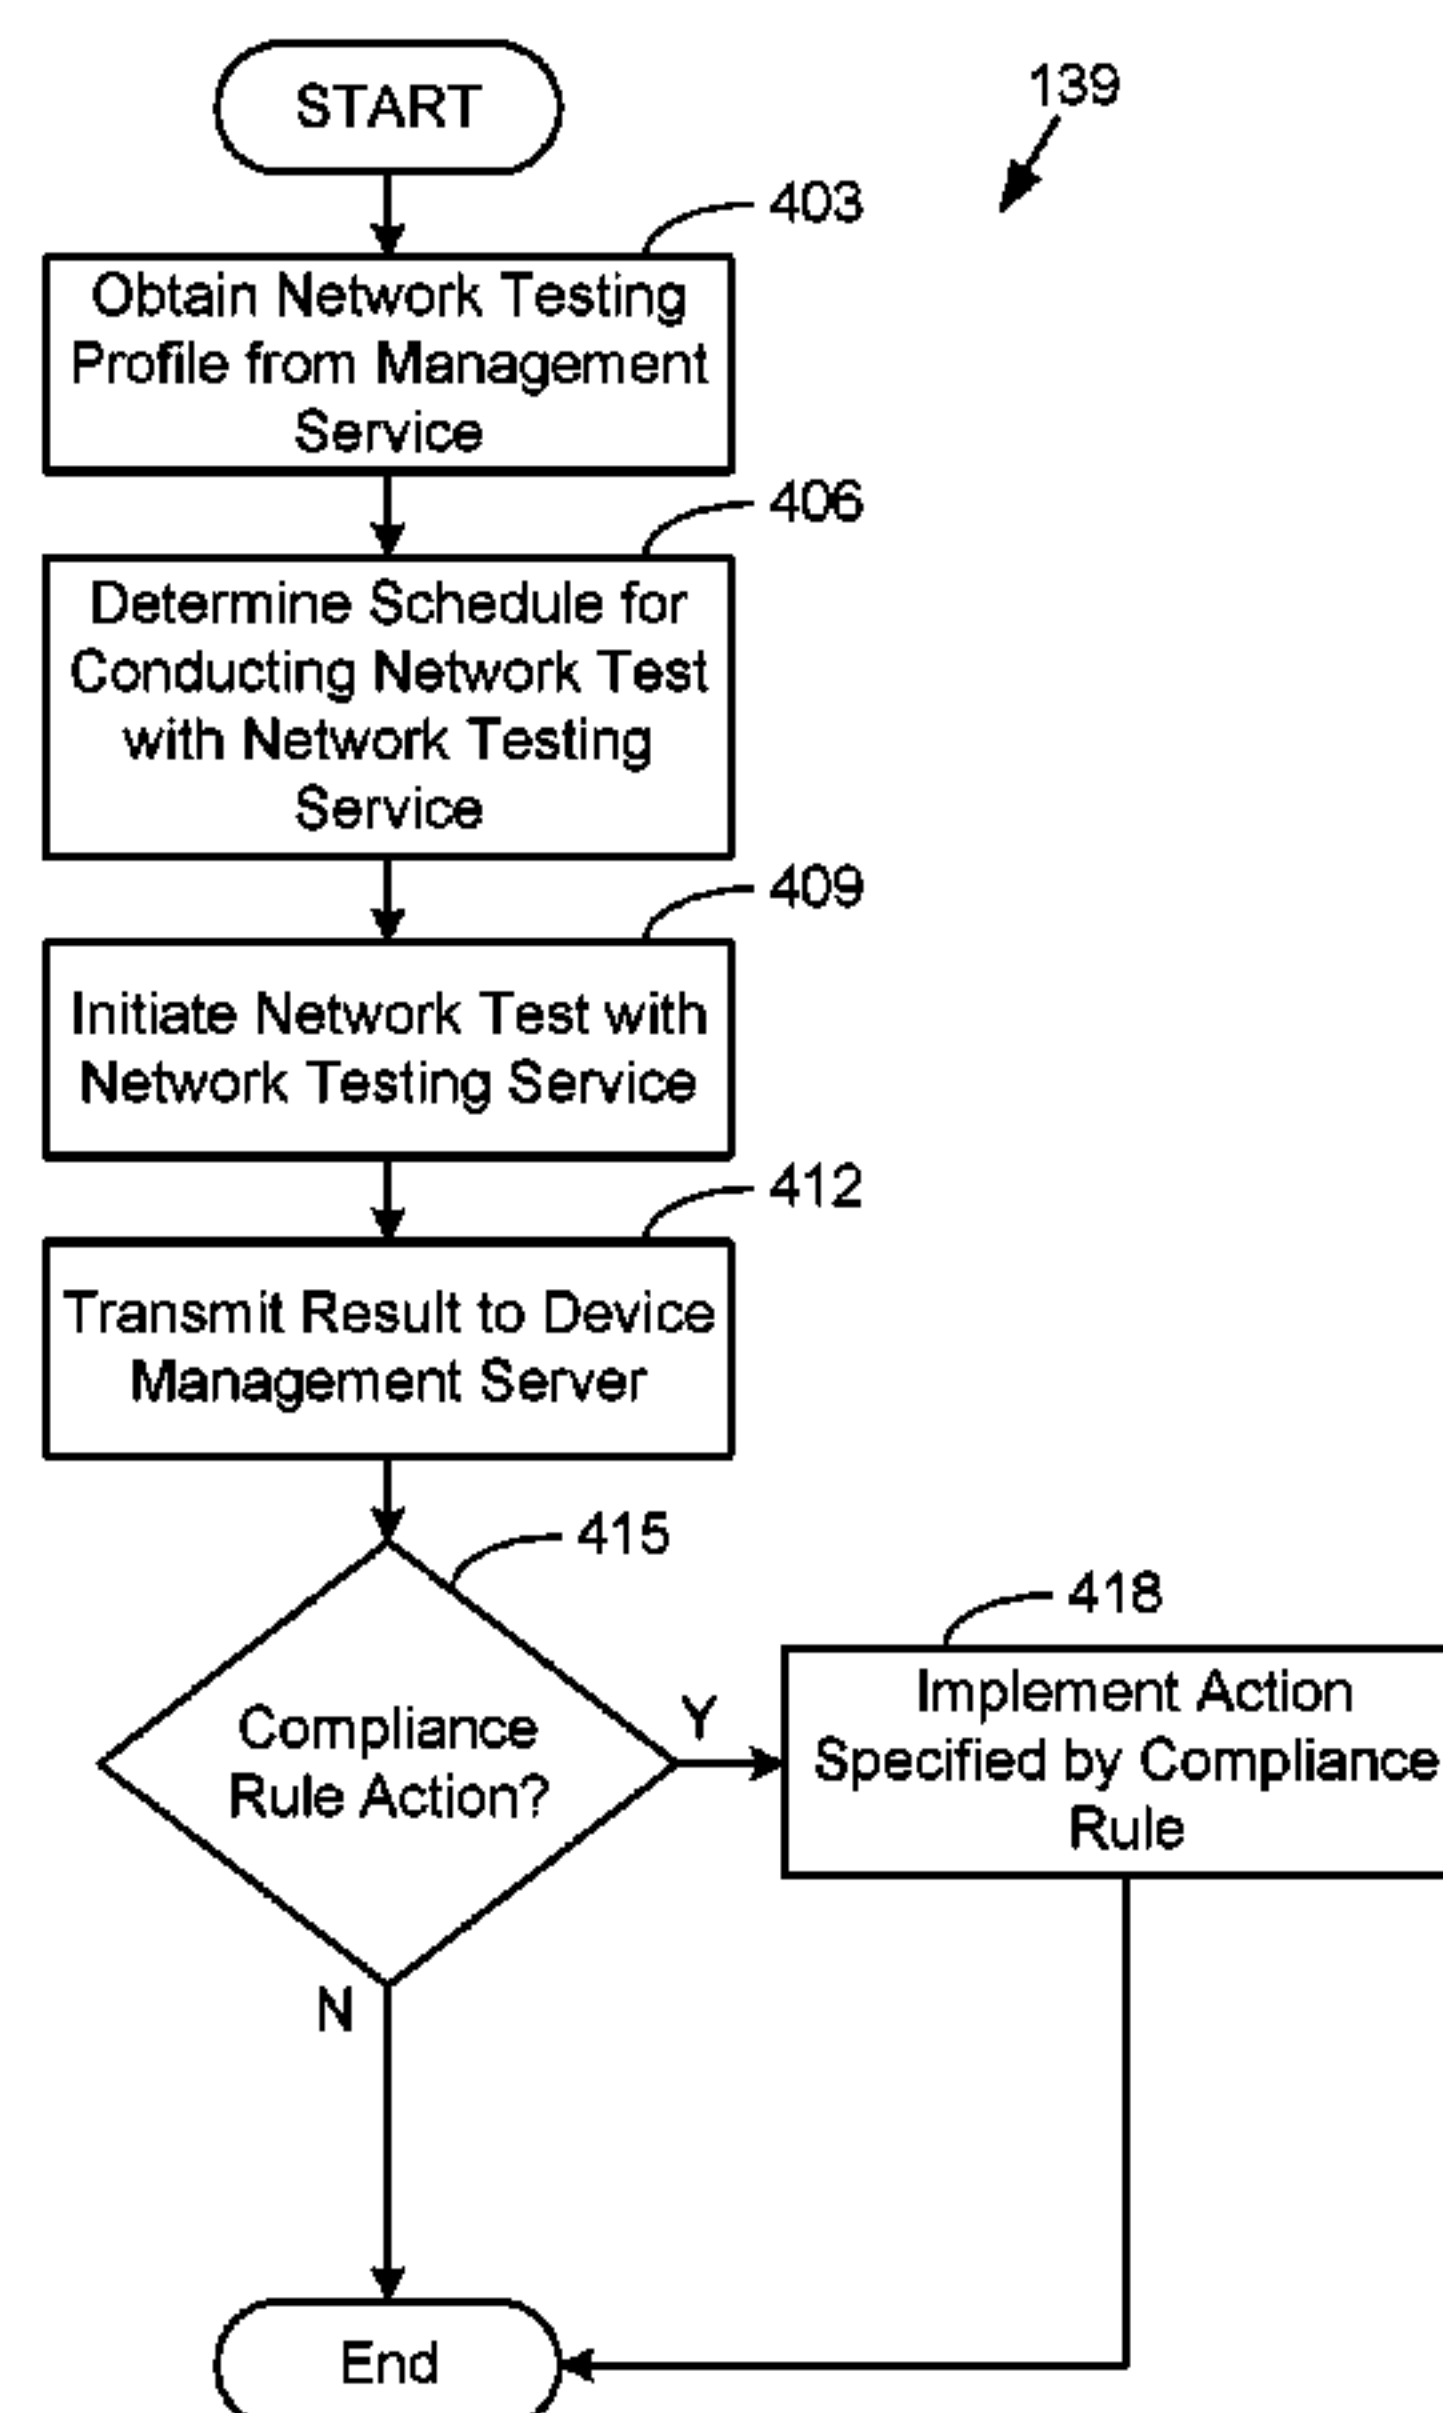 START
139
403
Obtain Network Testing
Profile from Management
Service
406
Determine Schedule for
Conducting Network Test
with Network Testing
Service
409
Initiate Network Test with
Network Testing Service
412
Transmit Result to Device
Management Server
415
Compliance
Rule Action?
Y
418
Implement Action
Specified by Compliance
Rule
N
End